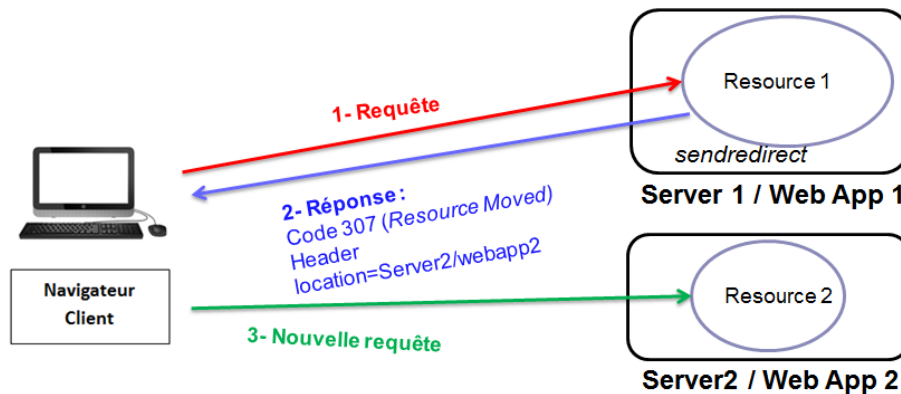 Resource 1
1- Requête
sendredirect
Server 1 / Web App 1
2- Réponse :
Code 307 (Resource Moved)
Header
location=Server2/webapp2
Navigateur
Client
Resource 2
3- Nouvelle requête
Server2 / Web App 2